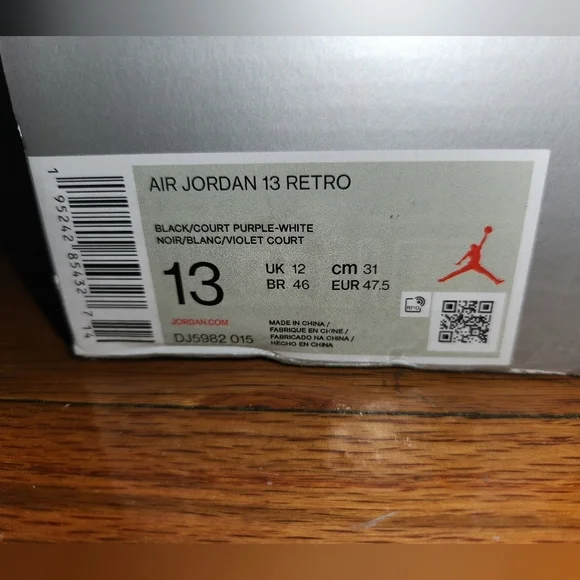 AIR JORDAN 13 RETRO
BLACK/COURT PURPLE-WHITE
NOIR/BLANC/VIOLET COURT
13
UK 12 cm 31
BR 46 EUR 47.5
JORDAN.COM
DJ5982 015
MADE IN CHINA /
FABRIQUE EN CHINE /
FABRICADO NA CHINA /
HECHO EN CHINA
RFID
1 95242 85432 7 14